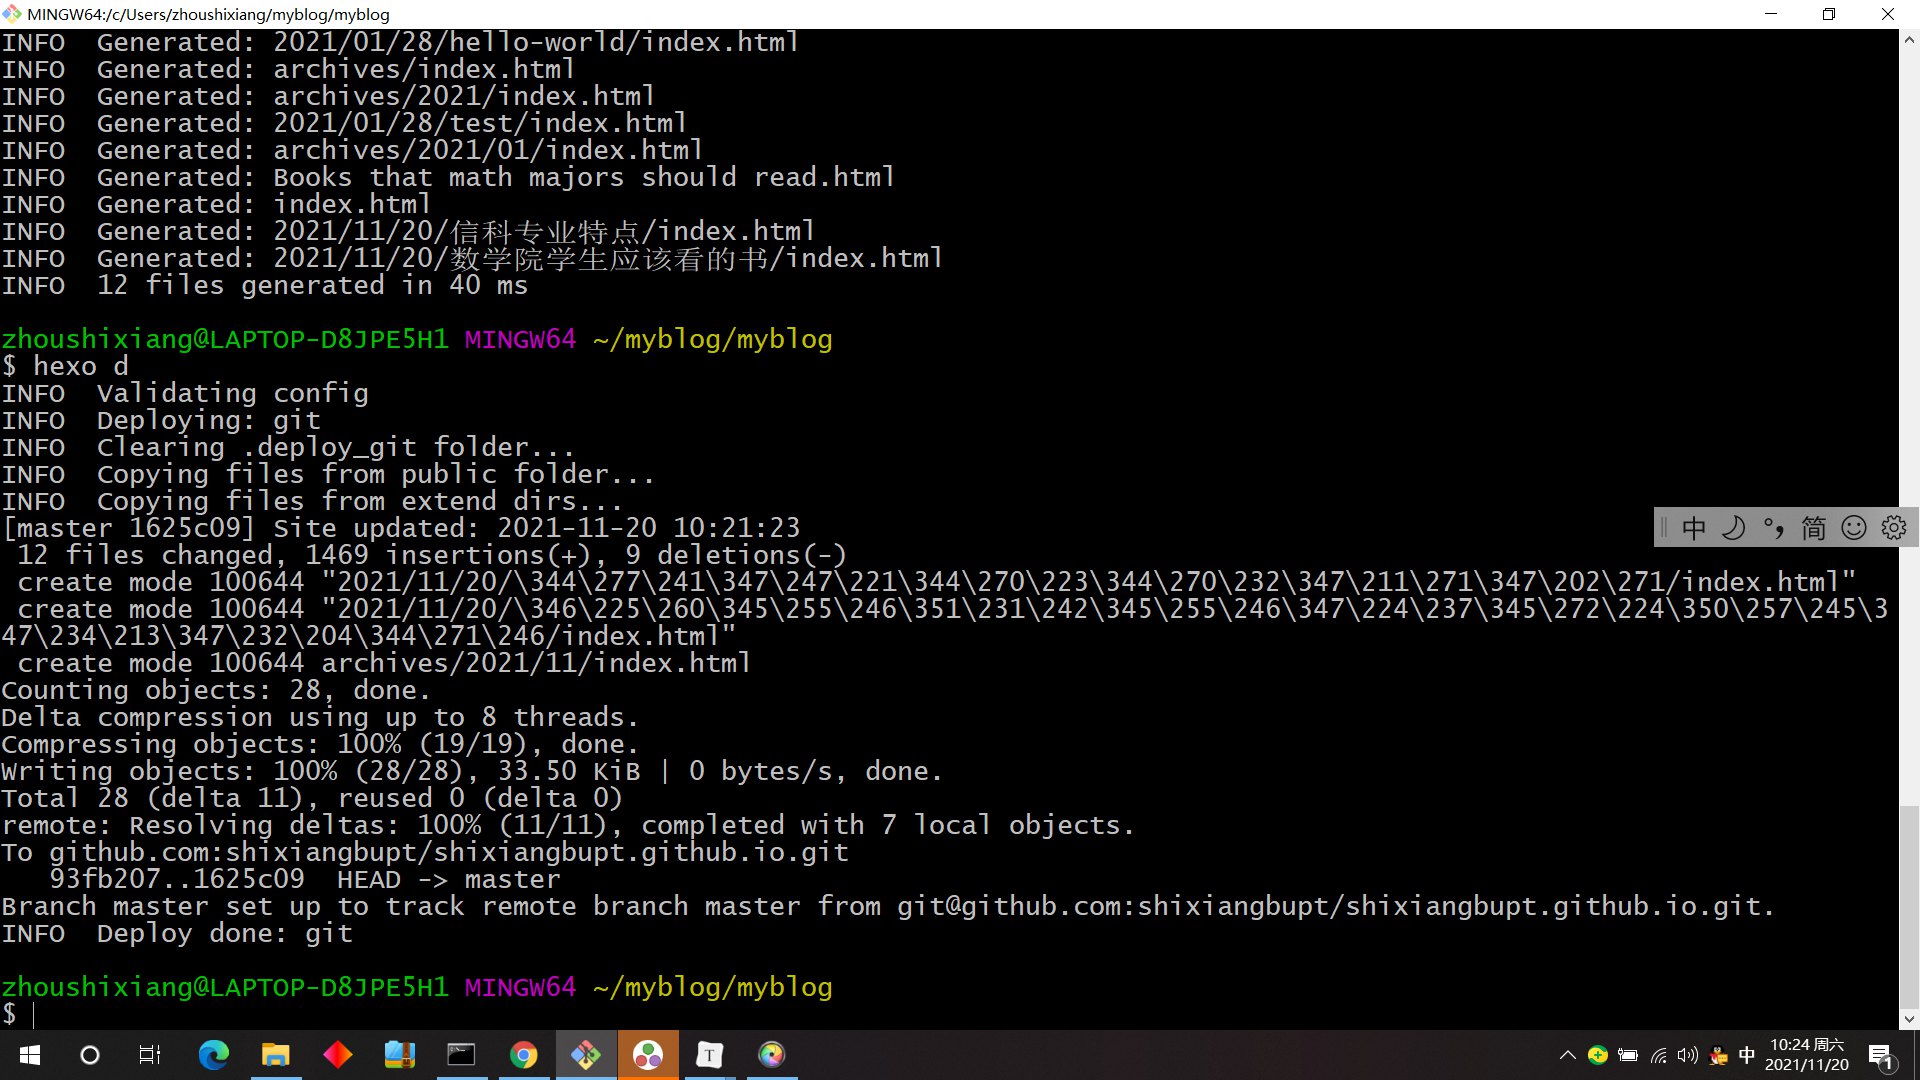 MINGW64:/c/Users/zhoushixiang/myblog/myblog
INFO  Generated: 2021/01/28/hello-world/index.html
INFO  Generated: archives/index.html
INFO  Generated: archives/2021/index.html
INFO  Generated: 2021/01/28/test/index.html
INFO  Generated: archives/2021/01/index.html
INFO  Generated: Books that math majors should read.html
INFO  Generated: index.html
INFO  Generated: 2021/11/20/信科专业特点/index.html
INFO  Generated: 2021/11/20/数学院学生应该看的书/index.html
INFO  12 files generated in 40 ms
zhoushixiang@LAPTOP-D8JPE5H1 MINGW64 ~/myblog/myblog
$ hexo d
INFO  Validating config
INFO  Deploying: git
INFO  Clearing .deploy_git folder...
INFO  Copying files from public folder...
INFO  Copying files from extend dirs...
[master 1625c09] Site updated: 2021-11-20 10:21:23
 12 files changed, 1469 insertions(+), 9 deletions(-)
 create mode 100644 "2021/11/20/\344\277\241\347\247\221\344\270\223\344\270\232\347\211\271\347\202\271/index.html"
 create mode 100644 "2021/11/20/\346\225\260\345\255\246\351\231\242\345\255\246\347\224\237\345\272\224\350\257\245\3
47\234\213\347\232\204\344\271\246/index.html"
 create mode 100644 archives/2021/11/index.html
Counting objects: 28, done.
Delta compression using up to 8 threads.
Compressing objects: 100% (19/19), done.
Writing objects: 100% (28/28), 33.50 KiB | 0 bytes/s, done.
Total 28 (delta 11), reused 0 (delta 0)
remote: Resolving deltas: 100% (11/11), completed with 7 local objects.
To github.com:shixiangbupt/shixiangbupt.github.io.git
   93fb207..1625c09  HEAD -> master
Branch master set up to track remote branch master from git@github.com:shixiangbupt/shixiangbupt.github.io.git.
INFO  Deploy done: git
zhoushixiang@LAPTOP-D8JPE5H1 MINGW64 ~/myblog/myblog
$
中 °, 简
T
中
10:24 周六
2021/11/20
1